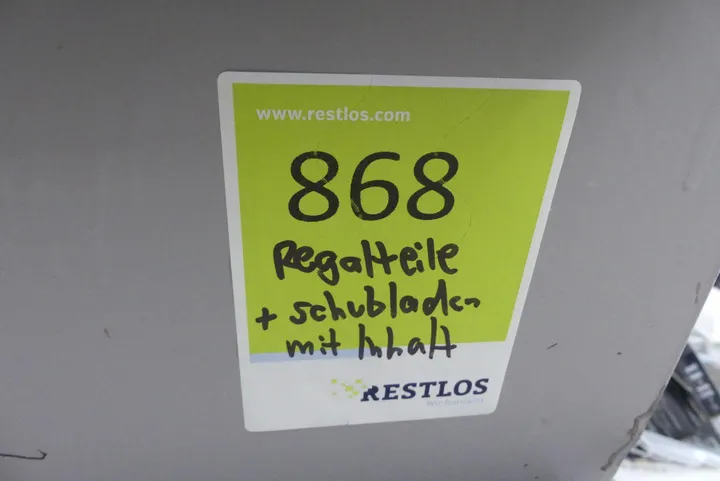 www.restlos.com
868
Regalteile
+ schubladen
mit Inhalt
RESTLOS